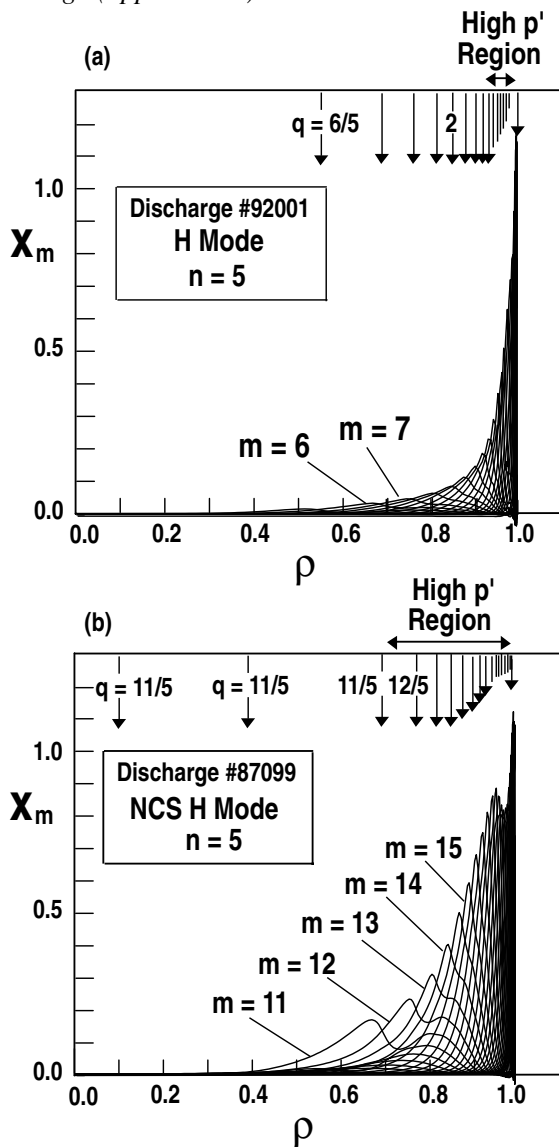 High p'
Region
(a)
q = 6/5
2
1.0
Discharge #92001
H Mode
n = 5
Xm
0.5
m = 7
m = 6
0.0
0.0 0.2 0.4 0.6 0.8 1.0
ρ
High p'
Region
(b)
q = 11/5 q = 11/5 11/5 12/5
1.0
Discharge #87099
NCS H Mode
n = 5
Xm
m = 15
0.5
m = 14
m = 13
m = 12
m = 11
0.0
0.0 0.2 0.4 0.6 0.8 1.0
ρ